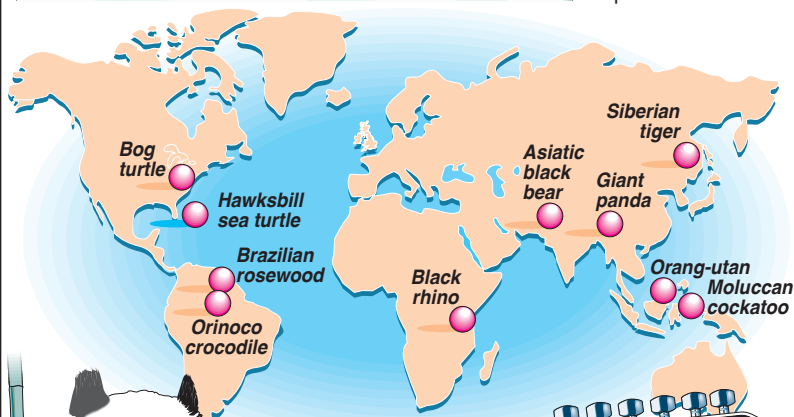 Siberian
tiger
Bog
turtle
Asiatic
black
bear
Giant
panda
Hawksbill
sea turtle
Brazilian
rosewood
Black
rhino
Orang-utan
Moluccan
cockatoo
Orinoco
crocodile